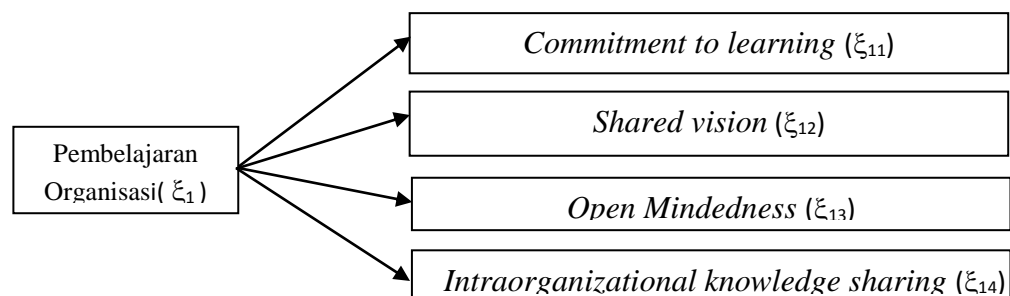 Commitment to learning (ξ₁₁)
Shared vision (ξ₁₂)
Pembelajaran
Organisasi( ξ₁ )
Open Mindedness (ξ₁₃)
Intraorganizational knowledge sharing (ξ₁₄)